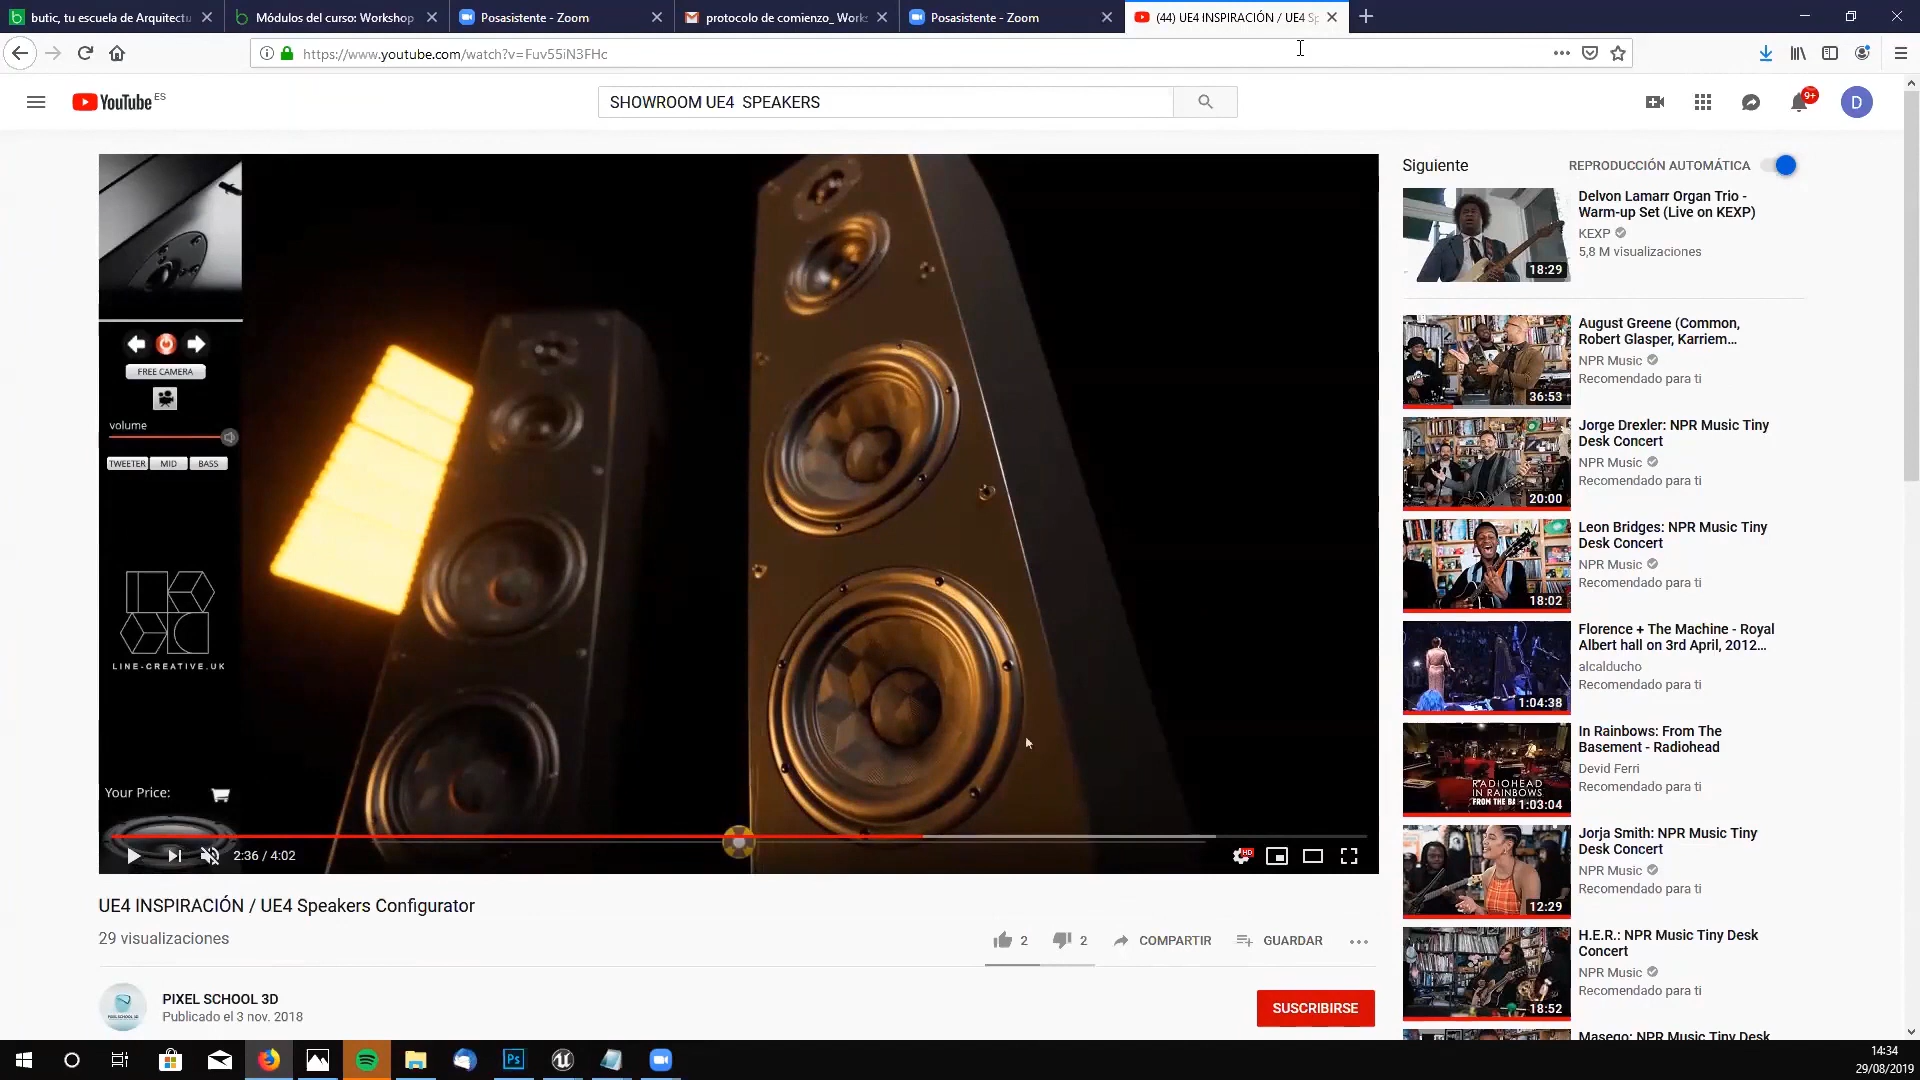 butic, tu escuela de Arquitectu
Módulos del curso: Workshop
Posasistente - Zoom
protocolo de comienzo_ Work
Posasistente - Zoom
(44) UE4 INSPIRACIÓN / UE4 Sp
https://www.youtube.com/watch?v=Fuv55iN3FHc
YouTube ES
SHOWROOM UE4  SPEAKERS
9+
D
FREE CAMERA
volume
TWEETER MID BASS
LINE-CREATIVE.UK
Your Price:
2:36 / 4:02
HD
UE4 INSPIRACIÓN / UE4 Speakers Configurator
29 visualizaciones
2
2
COMPARTIR
GUARDAR
PIXEL SCHOOL 3D
Publicado el 3 nov. 2018
SUSCRIBIRSE
Siguiente
REPRODUCCIÓN AUTOMÁTICA
Delvon Lamarr Organ Trio -
Warm-up Set (Live on KEXP)
KEXP
5,8 M visualizaciones
18:29
August Greene (Common,
Robert Glasper, Karriem...
NPR Music
Recomendado para ti
36:53
Jorge Drexler: NPR Music Tiny
Desk Concert
NPR Music
Recomendado para ti
20:00
Leon Bridges: NPR Music Tiny
Desk Concert
NPR Music
Recomendado para ti
18:02
Florence + The Machine - Royal
Albert hall on 3rd April, 2012...
alcalducho
Recomendado para ti
1:04:38
In Rainbows: From The
Basement - Radiohead
Devid Ferri
Recomendado para ti
RADIOHEAD
IN RAINBOWS
FROM THE BA
1:03:04
Jorja Smith: NPR Music Tiny
Desk Concert
NPR Music
Recomendado para ti
12:29
H.E.R.: NPR Music Tiny Desk
Concert
NPR Music
Recomendado para ti
18:52
Masego: NPR Music Tiny Desk
Ps
14:34
29/08/2019